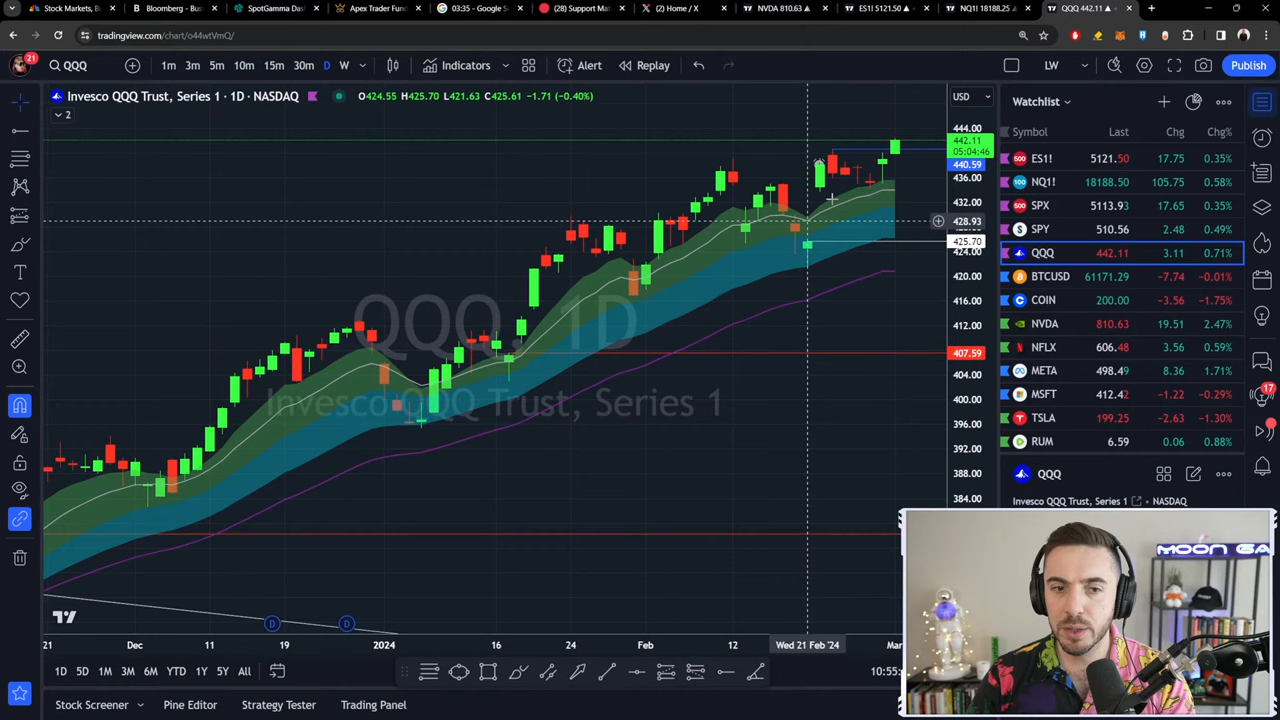 Stock Markets, B
Bloomberg - Bus
SpotGamma Das
Apex Trader Fund
03:35 - Google S
(28) Support Mat
(2) Home / X
NVDA 810.63 ▲
ES1! 5121.50 ▲
NQ1! 18188.25
QQQ 442.11 ▲
tradingview.com/chart/o44wtVmQ/
21
QQQ
1m 3m 5m 10m 15m 30m D W
Indicators
Alert
Replay
LW
Publish
Invesco QQQ Trust, Series 1 · 1D · NASDAQ
O424.55 H425.70 L421.63 C425.61 -1.71 (-0.40%)
2
USD
444.00
442.11
05:04:46
440.59
436.00
432.00
428.93
425.70
424.00
420.00
416.00
412.00
407.59
404.00
400.00
396.00
392.00
388.00
384.00
QQQ, 1D
Invesco QQQ Trust, Series 1
D D
21 Dec 11 19 2024 16 24 Feb 12 Wed 21 Feb '24 Mar
1D 5D 1M 3M 6M YTD 1Y 5Y All
10:55:
Stock Screener
Pine Editor
Strategy Tester
Trading Panel
Watchlist
Symbol Last Chg Chg%
ES1! 5121.50 17.75 0.35%
NQ1! 18188.50 105.75 0.58%
SPX 5113.93 17.65 0.35%
SPY 510.56 2.48 0.49%
QQQ 442.11 3.11 0.71%
BTCUSD 61171.29 -7.74 -0.01%
COIN 200.00 -3.56 -1.75%
NVDA 810.63 19.51 2.47%
NFLX 606.48 3.56 0.59%
META 498.49 8.36 1.71%
MSFT 412.42 -1.22 -0.29%
TSLA 199.25 -2.63 -1.30%
RUM 6.59 0.06 0.88%
17
QQQ
Invesco QQQ Trust, Series 1 · NASDAQ
MOON GA